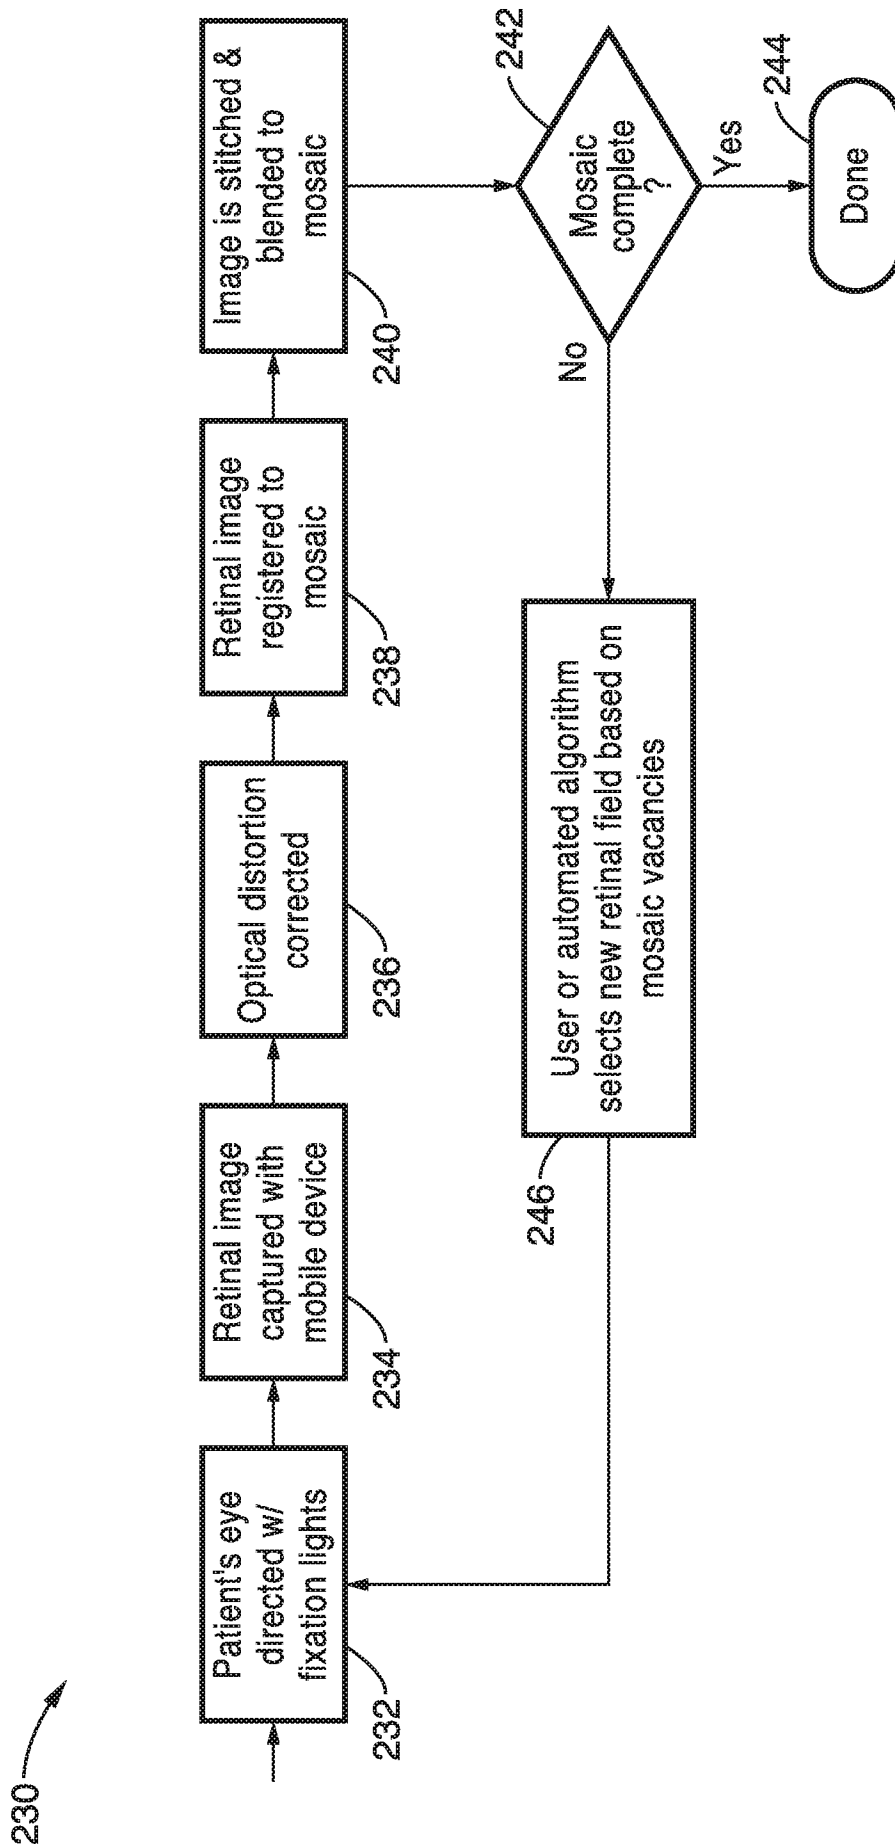 230
Patient's eye
directed w/
fixation lights
232
Retinal image
captured with
mobile device
234
Optical distortion
corrected
236
Retinal image
registered to
mosaic
238
Image is stitched &
blended to
mosaic
240
Mosaic
complete
?
242
No
Yes
Done
244
User or automated algorithm
selects new retinal field based on
mosaic vacancies
246